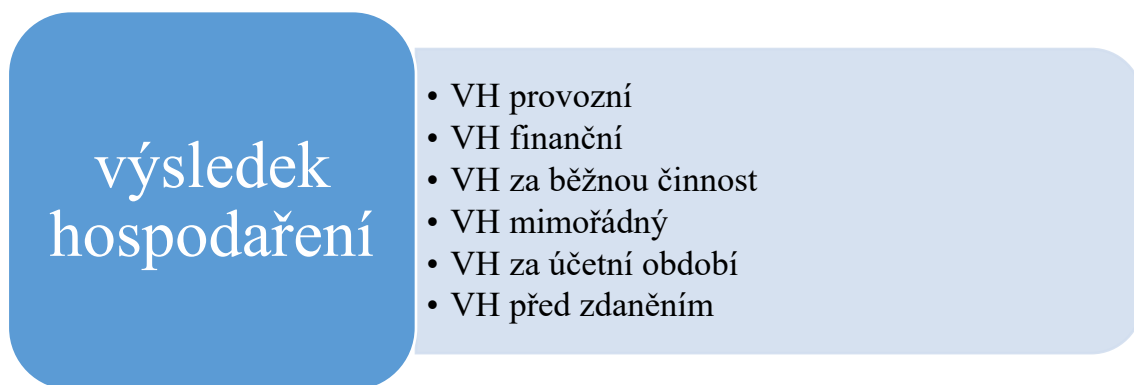 výsledek
hospodaření
• VH provozní
• VH finanční
• VH za běžnou činnost
• VH mimořádný
• VH za účetní období
• VH před zdaněním